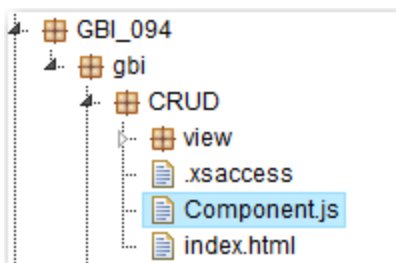 GBI_094
gbi
CRUD
view
.xsaccess
Component.js
index.html